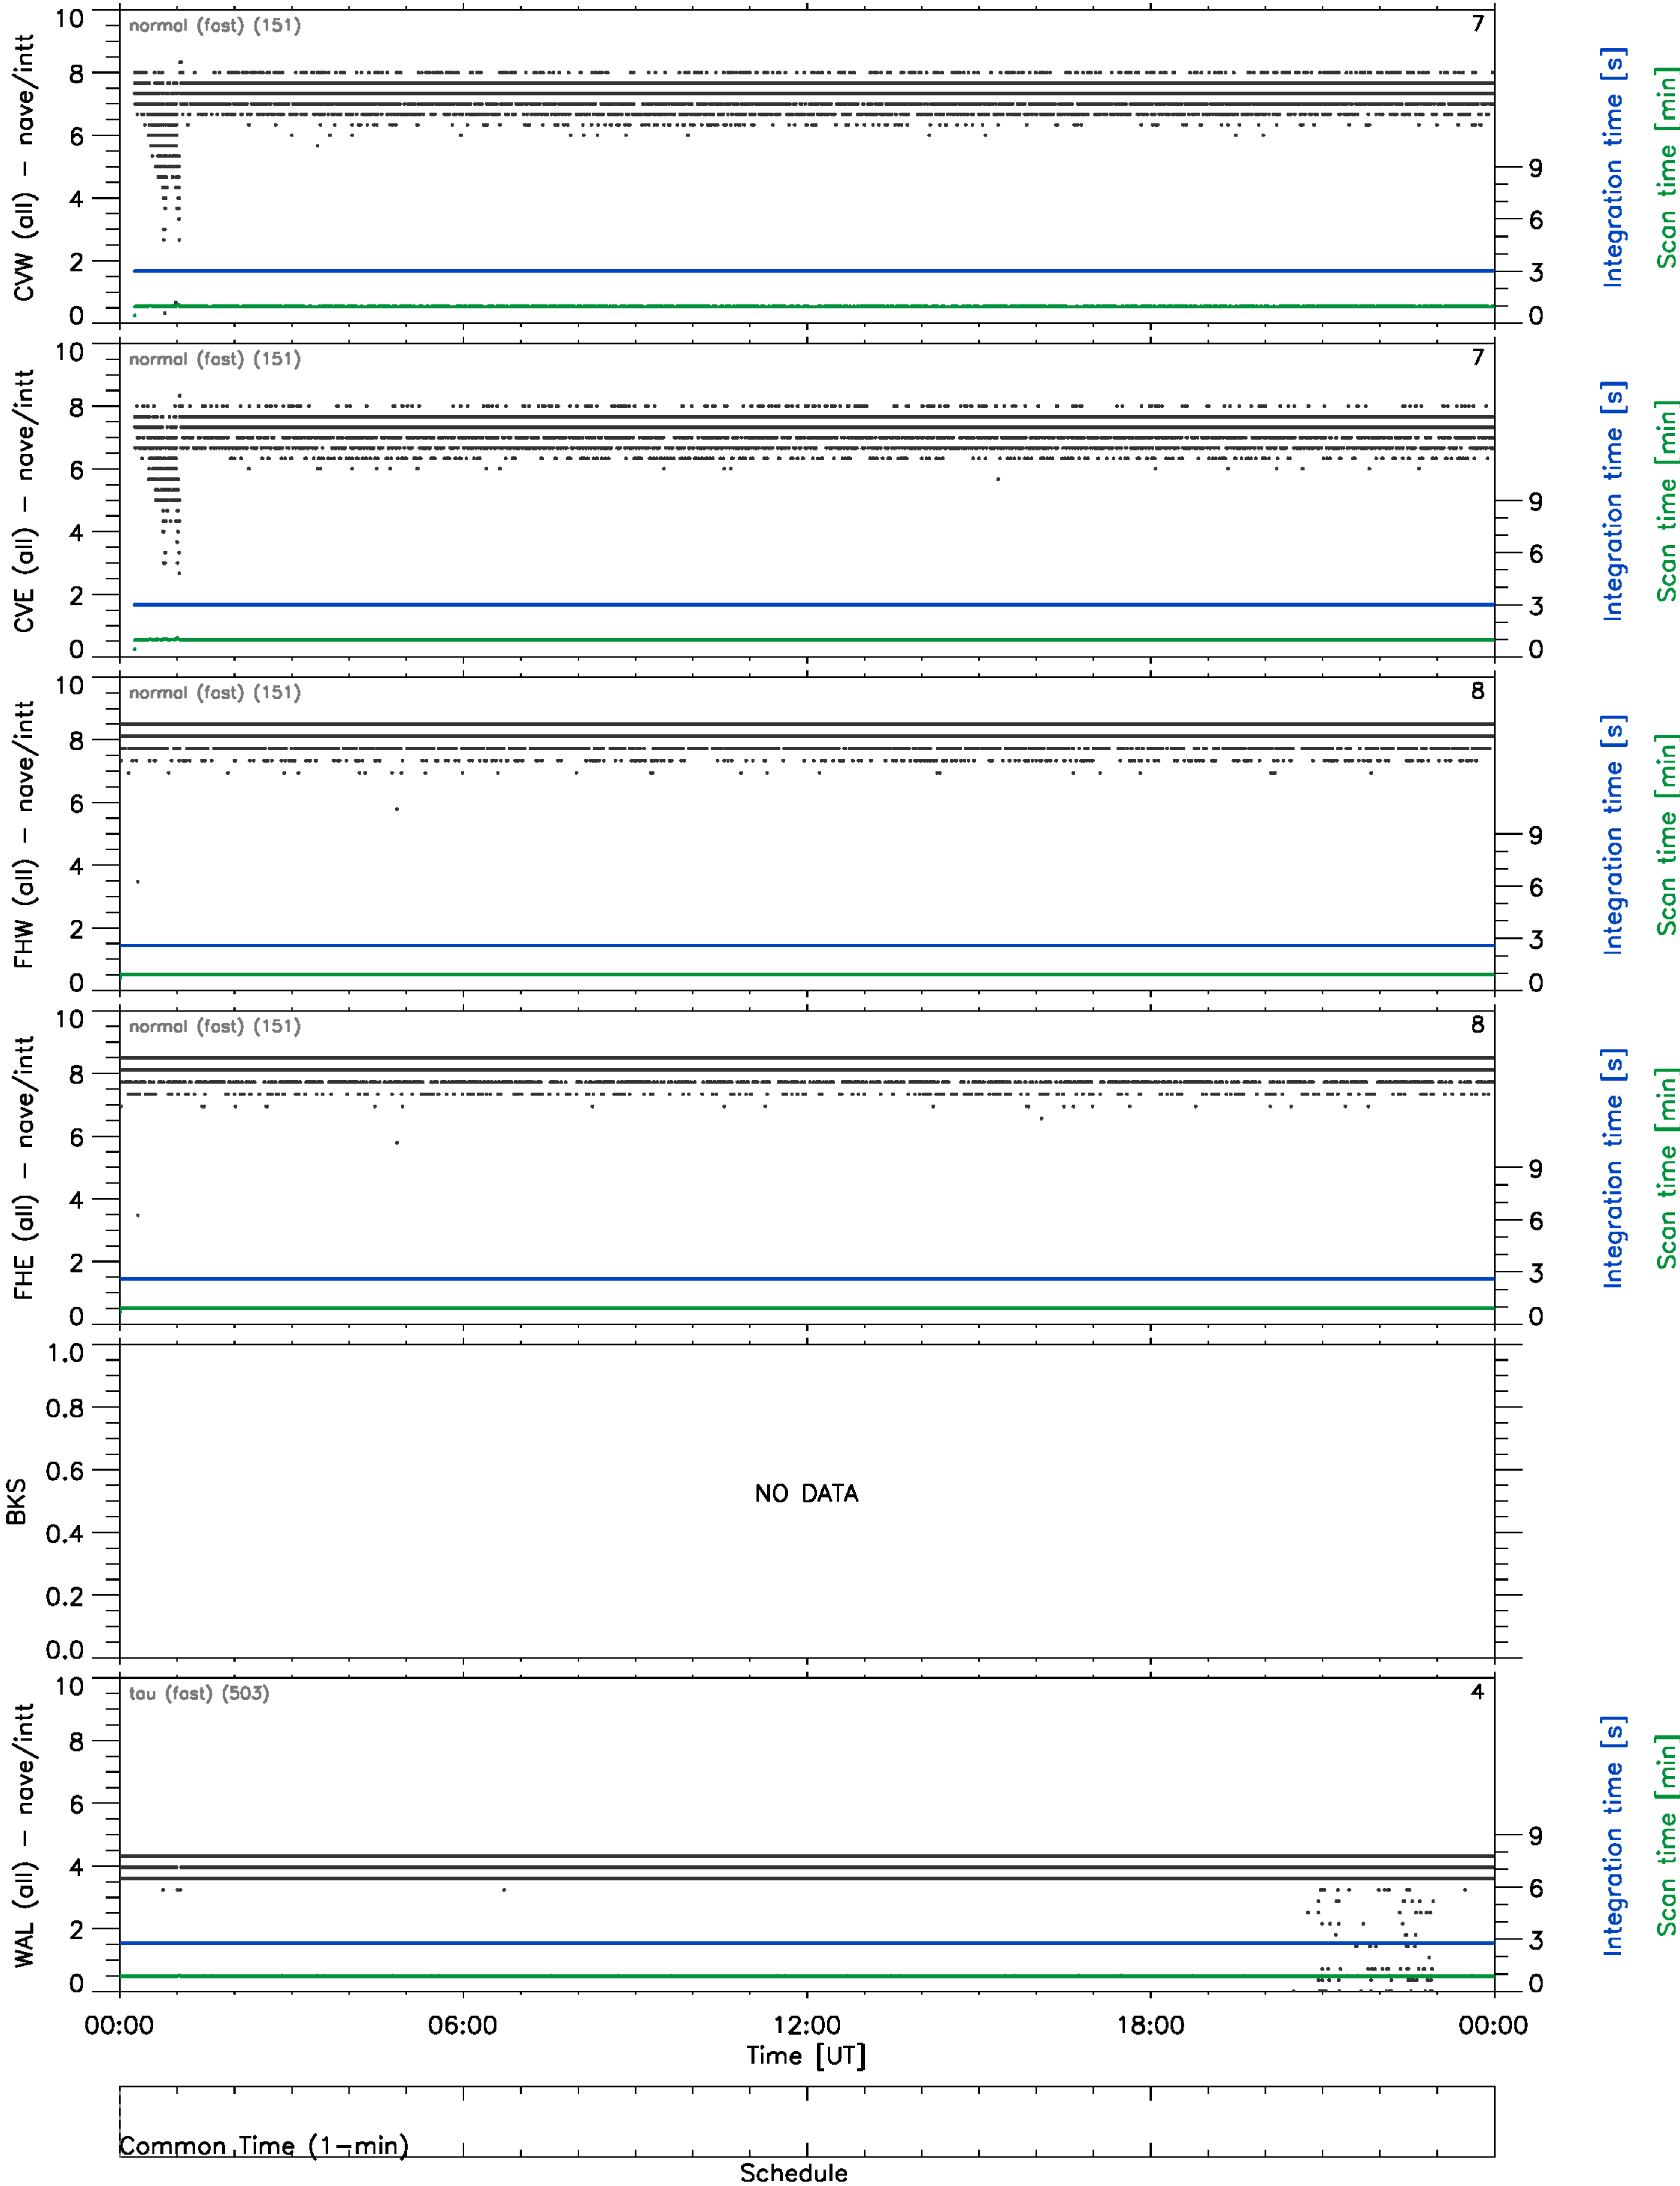 CVW (all) − nave/intt
normal (fast) (151)
7
10
8
6
4
2
0
9
6
3
0
Integration time [s]
Scan time [min]
CVE (all) − nave/intt
normal (fast) (151)
7
10
8
6
4
2
0
9
6
3
0
Integration time [s]
Scan time [min]
FHW (all) − nave/intt
normal (fast) (151)
8
10
8
6
4
2
0
9
6
3
0
Integration time [s]
Scan time [min]
FHE (all) − nave/intt
normal (fast) (151)
8
10
8
6
4
2
0
9
6
3
0
Integration time [s]
Scan time [min]
BKS
1.0
0.8
0.6
0.4
0.2
0.0
NO DATA
WAL (all) − nave/intt
tau (fast) (503)
4
10
8
6
4
2
0
9
6
3
0
Integration time [s]
Scan time [min]
00:00 06:00 12:00 18:00 00:00
Time [UT]
Common Time (1−min)
Schedule